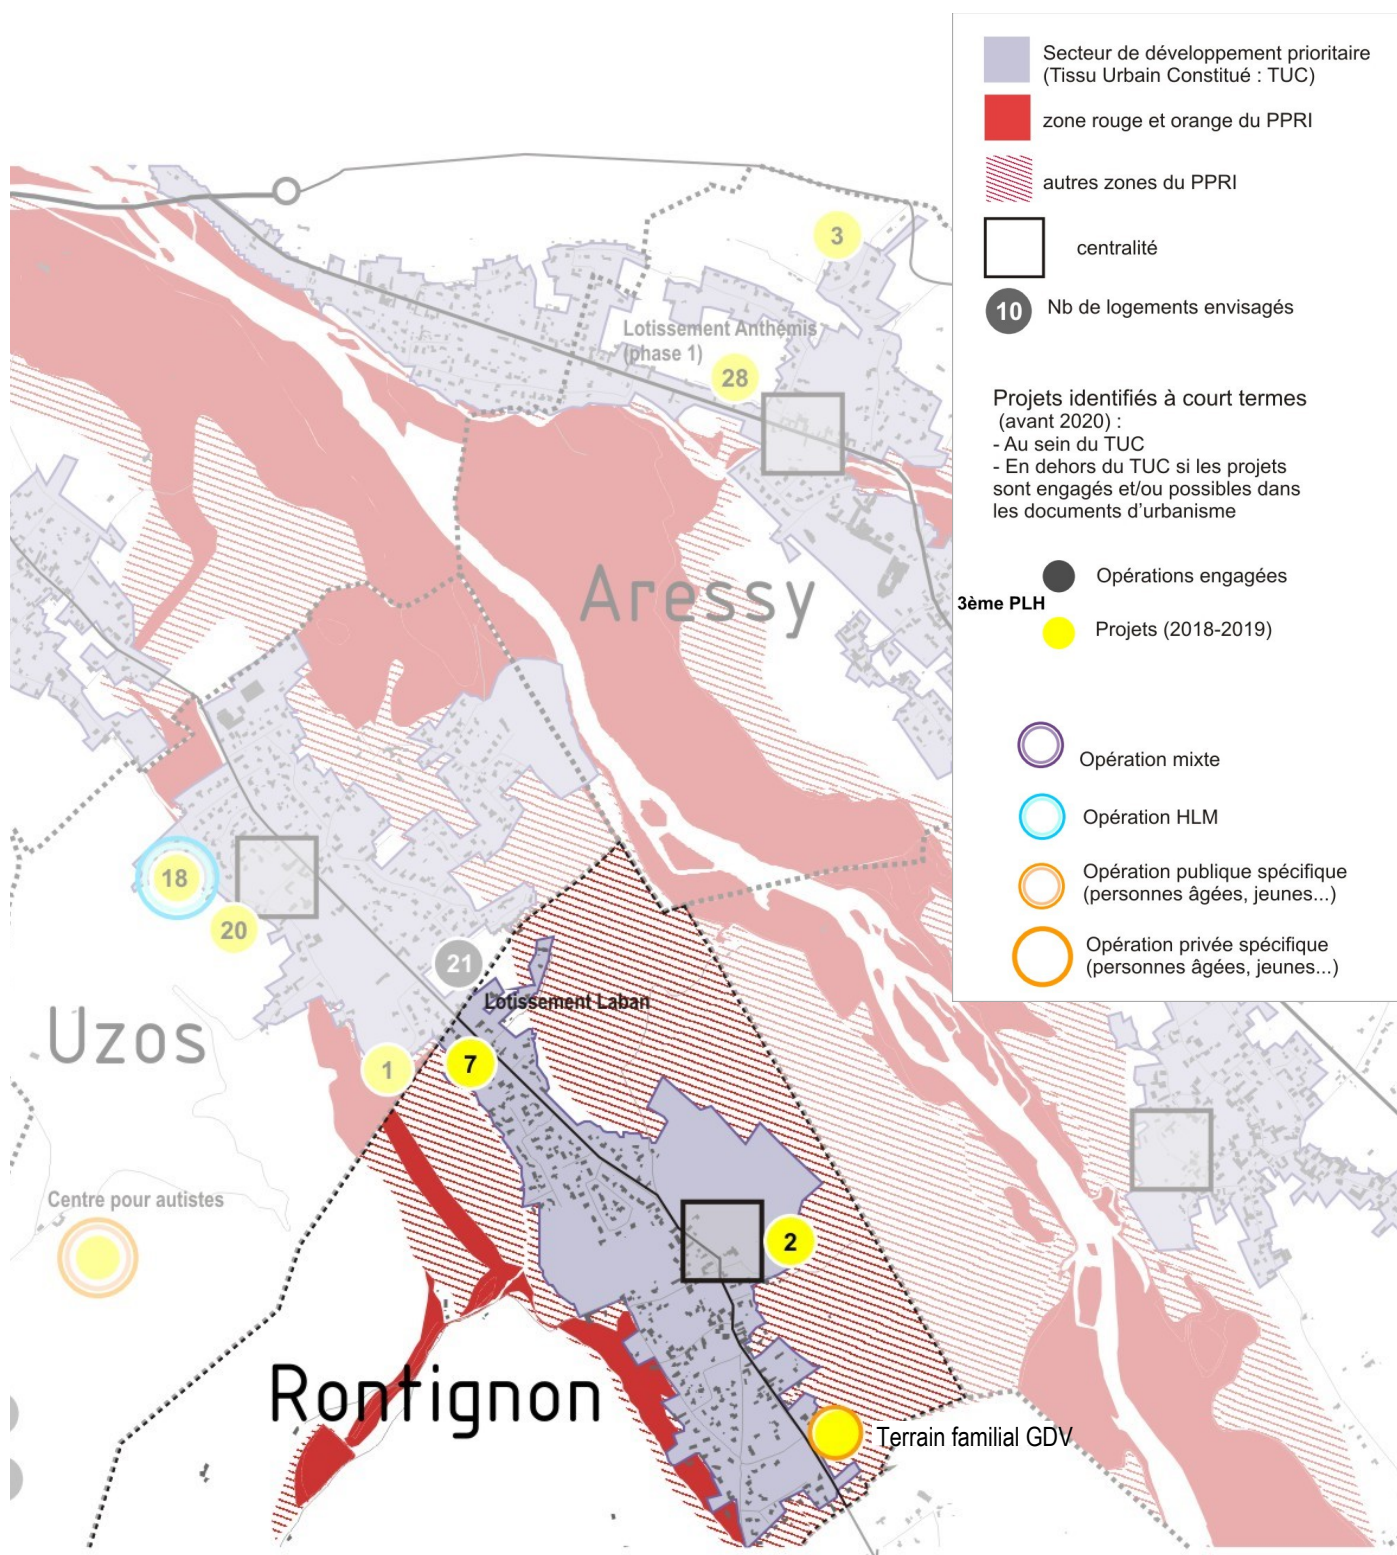 Secteur de développement prioritaire
(Tissu Urbain Constitué : TUC)
zone rouge et orange du PPRI
autres zones du PPRI
centralité
10
Nb de logements envisagés
Projets identifiés à court termes
(avant 2020) :
- Au sein du TUC
- En dehors du TUC si les projets
sont engagés et/ou possibles dans
les documents d'urbanisme
Opérations engagées
3ème PLH
Projets (2018-2019)
Opération mixte
Opération HLM
Opération publique spécifique
(personnes âgées, jeunes...)
Opération privée spécifique
(personnes âgées, jeunes...)
3
Lotissement Anthémis
(phase 1)
28
Aressy
18
20
21
Lotissement Laban
Uzos
1
7
Centre pour autistes
2
Rontignon
Terrain familial GDV